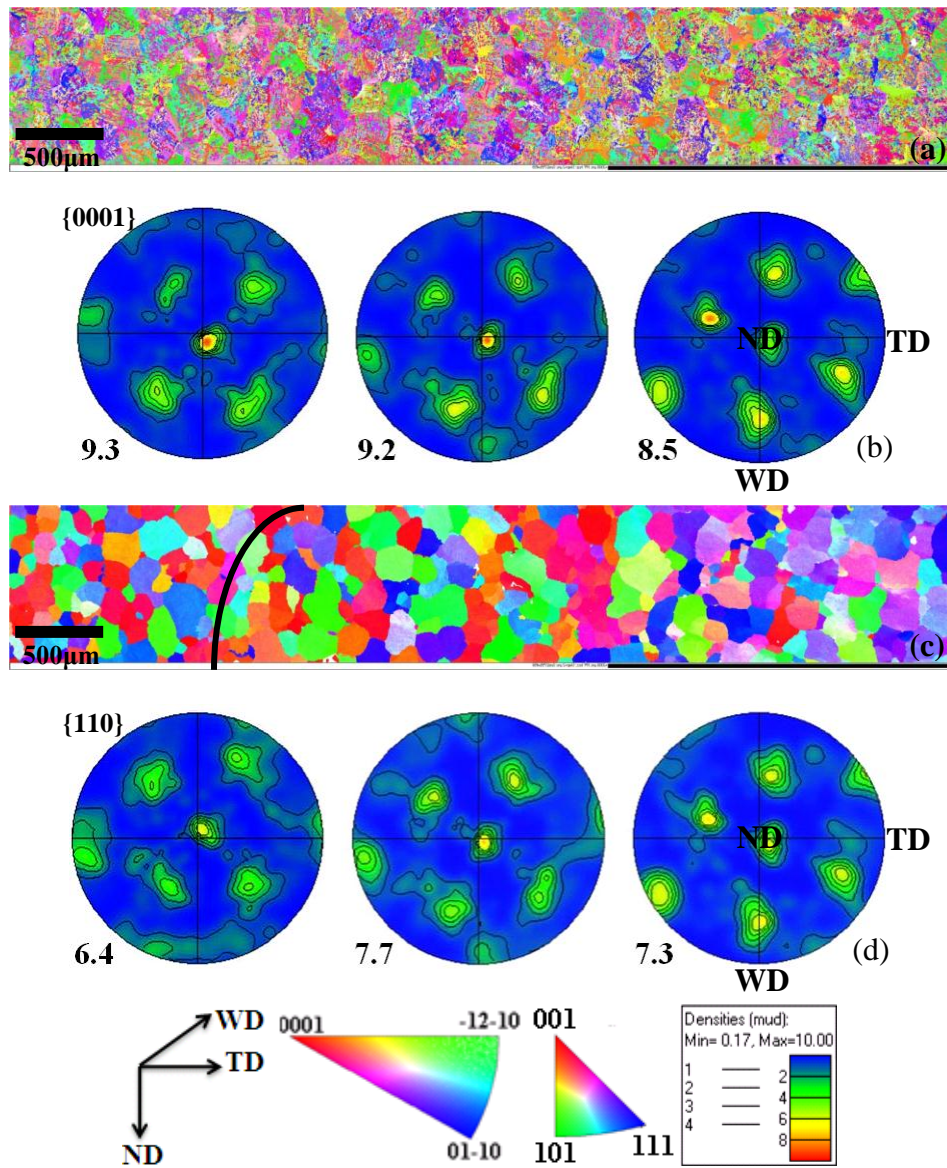 500μm
(a)
{0001}
ND
TD
9.3
9.2
8.5
(b)
WD
500μm
(c)
{110}
ND
TD
6.4
7.7
7.3
(d)
WD
WD
TD
ND
0001
-12-10
01-10
001
101
111
Densities (mud):
Min= 0.17, Max=10.00
1
2
3
4
2
4
6
8